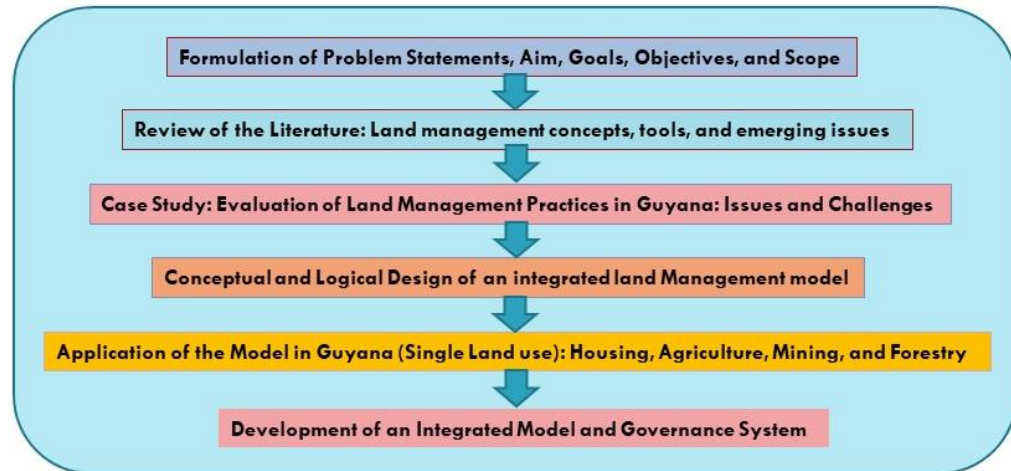 Formulation of Problem Statements, Aim, Goals, Objectives, and Scope
Review of the Literature: Land management concepts, tools, and emerging issues
Case Study: Evaluation of Land Management Practices in Guyana: Issues and Challenges
Conceptual and Logical Design of an integrated land Management model
Application of the Model in Guyana (Single Land use): Housing, Agriculture, Mining, and Forestry
Development of an Integrated Model and Governance System